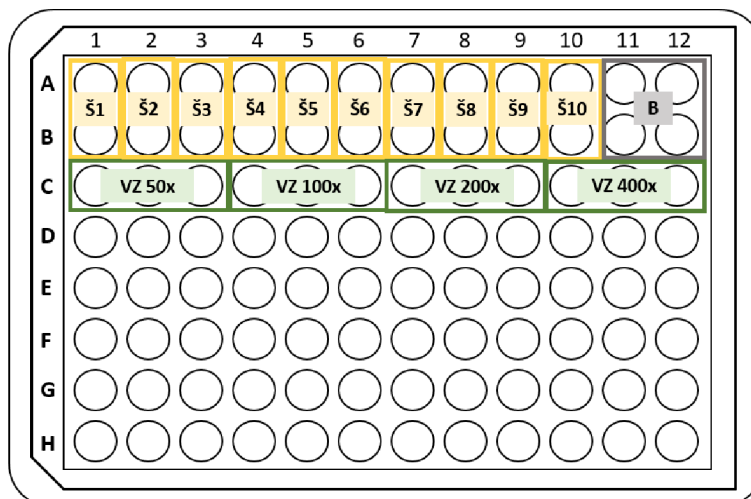 1 2 3 4 5 6 7 8 9 10 11 12
A
Š1 Š2 Š3 Š4 Š5 Š6 Š7 Š8 Š9 Š10 B
B
C VZ 50x VZ 100x VZ 200x VZ 400x
D
E
F
G
H